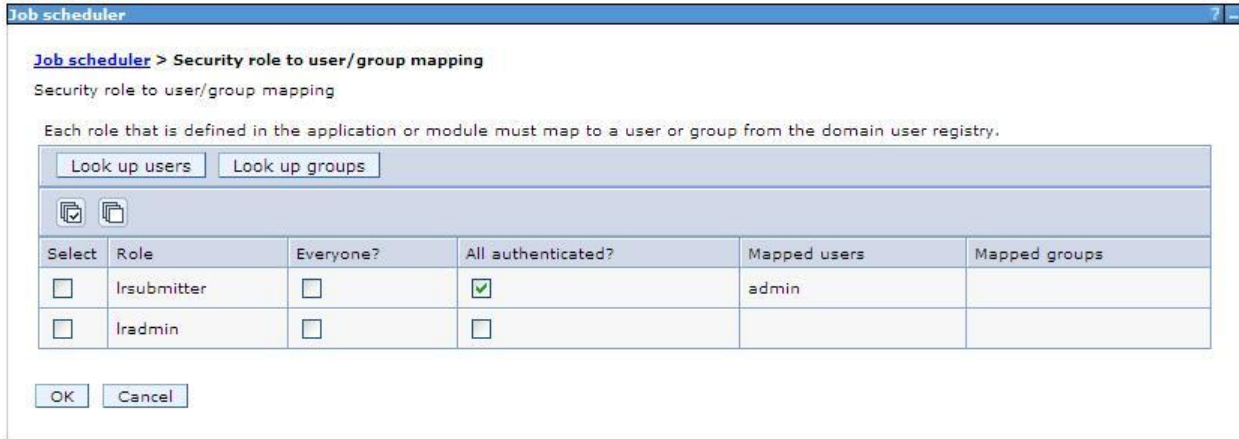 Job scheduler ? –
Job scheduler > Security role to user/group mapping
Security role to user/group mapping
Each role that is defined in the application or module must map to a user or group from the domain user registry.
Look up users Look up groups
Select Role Everyone? All authenticated? Mapped users Mapped groups
lrsubmitter admin
lradmin
OK Cancel